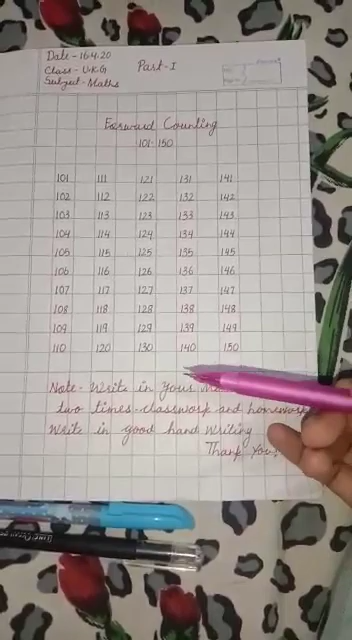 Date - 16.4.20
Class - U.K.G
Subject - Maths
Part - I
Forward Counting
101-150
101 111 121 131 141
102 112 122 132 142
103 113 123 133 143
104 114 124 134 144
105 115 125 135 145
106 116 126 136 146
107 117 127 137 147
108 118 128 138 148
109 119 129 139 149
110 120 130 140 150
Note - Write in your
two times - classwork and homework
Write in good hand writing
Thank you!